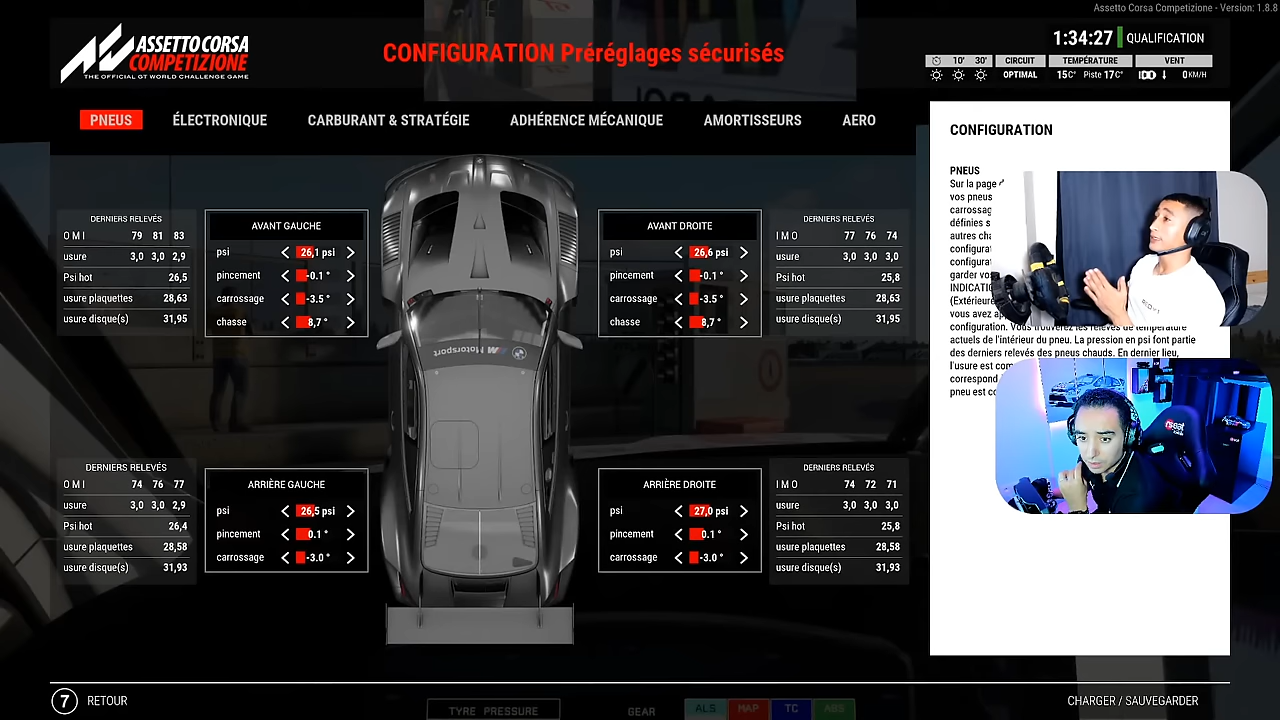 Assetto Corsa Competizione - Version: 1.8.8
ASSETTO CORSA
COMPETIZIONE
THE OFFICIAL GT WORLD CHALLENGE GAME
CONFIGURATION Préréglages sécurisés
1:34:27 QUALIFICATION
10' 30' CIRCUIT TEMPÉRATURE VENT
OPTIMAL 15C° Piste 17C° 0KM/H
PNEUS ÉLECTRONIQUE CARBURANT & STRATÉGIE ADHÉRENCE MÉCANIQUE AMORTISSEURS AERO
DERNIERS RELEVÉS
O M I 79 81 83
usure 3,0 3,0 2,9
Psi hot 26,5
usure plaquettes 28,63
usure disque(s) 31,95
AVANT GAUCHE
psi 26,1 psi
pincement -0.1 °
carrossage -3.5 °
chasse 8,7 °
AVANT DROITE
psi 26,6 psi
pincement -0.1 °
carrossage -3.5 °
chasse 8,7 °
DERNIERS RELEVÉS
I M O 77 76 74
usure 3,0 3,0 3,0
Psi hot 25,8
usure plaquettes 28,63
usure disque(s) 31,95
Motorsport
DERNIERS RELEVÉS
O M I 74 76 77
usure 3,0 3,0 2,9
Psi hot 26,4
usure plaquettes 28,58
usure disque(s) 31,93
ARRIÈRE GAUCHE
psi 26,5 psi
pincement 0.1 °
carrossage -3.0 °
ARRIÈRE DROITE
psi 27,0 psi
pincement 0.1 °
carrossage -3.0 °
DERNIERS RELEVÉS
I M O 74 72 71
usure 3,0 3,0 3,0
Psi hot 25,8
usure plaquettes 28,58
usure disque(s) 31,93
CONFIGURATION
PNEUS
Sur la page
vos pneus
carrossag
définies s
autres cha
configurat
configurat
garder vos
INDICATIO
(Extérieure
vous avez ap
configuration. Vous trouverez les relevés de température
actuels de l'intérieur du pneu. La pression en psi font partie
des derniers relevés des pneus chauds. En dernier lieu,
l'usure est com
correspond
pneu est co
7 RETOUR
CHARGER / SAUVEGARDER
TYRE PRESSURE GEAR ALS MAP TC ABS